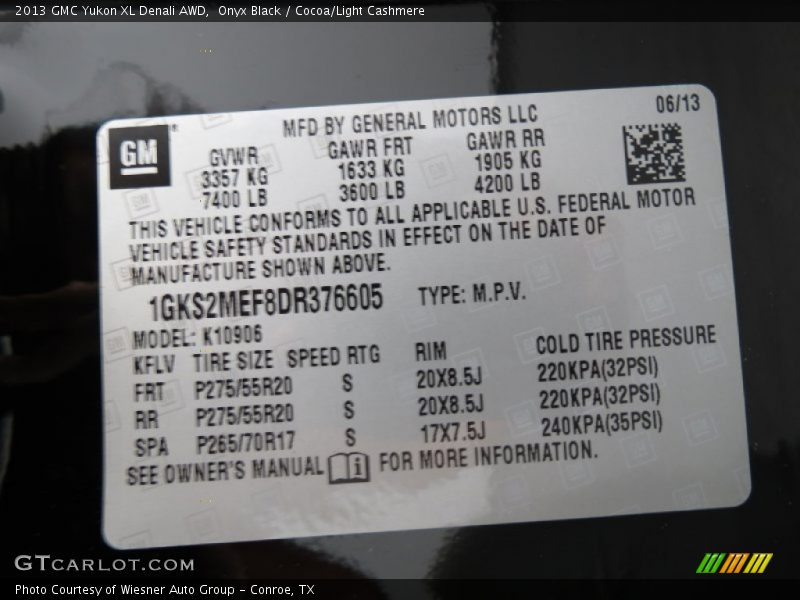 2013 GMC Yukon XL Denali AWD, Onyx Black / Cocoa/Light Cashmere
06/13
MFD BY GENERAL MOTORS LLC
GM
GVWR GAWR FRT GAWR RR
3357 KG 1633 KG 1905 KG
7400 LB 3600 LB 4200 LB
THIS VEHICLE CONFORMS TO ALL APPLICABLE U.S. FEDERAL MOTOR
VEHICLE SAFETY STANDARDS IN EFFECT ON THE DATE OF
MANUFACTURE SHOWN ABOVE.
1GKS2MEF8DR376605 TYPE: M.P.V.
MODEL: K10906
KFLV TIRE SIZE SPEED RTG RIM COLD TIRE PRESSURE
FRT P275/55R20 S 20X8.5J 220KPA(32PSI)
RR P275/55R20 S 20X8.5J 220KPA(32PSI)
SPA P265/70R17 S 17X7.5J 240KPA(35PSI)
SEE OWNER'S MANUAL i FOR MORE INFORMATION.
GTCARLOT.COM
Photo Courtesy of Wiesner Auto Group - Conroe, TX